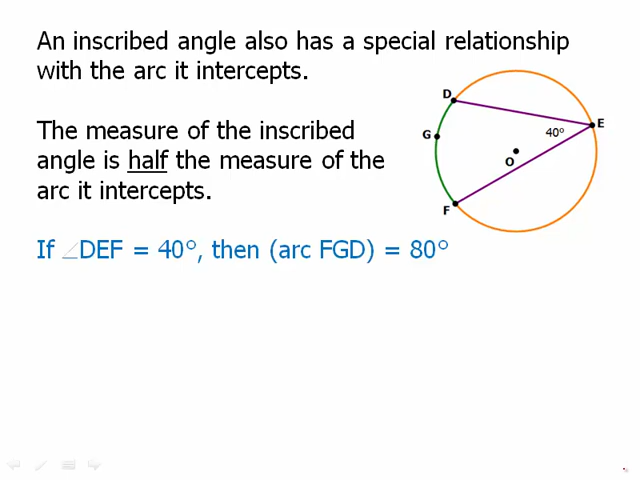 An inscribed angle also has a special relationship
with the arc it intercepts.
The measure of the inscribed
angle is half the measure of the
arc it intercepts.
If ∠DEF = 40°, then (arc FGD) = 80°
D
E
G
40°
O
F